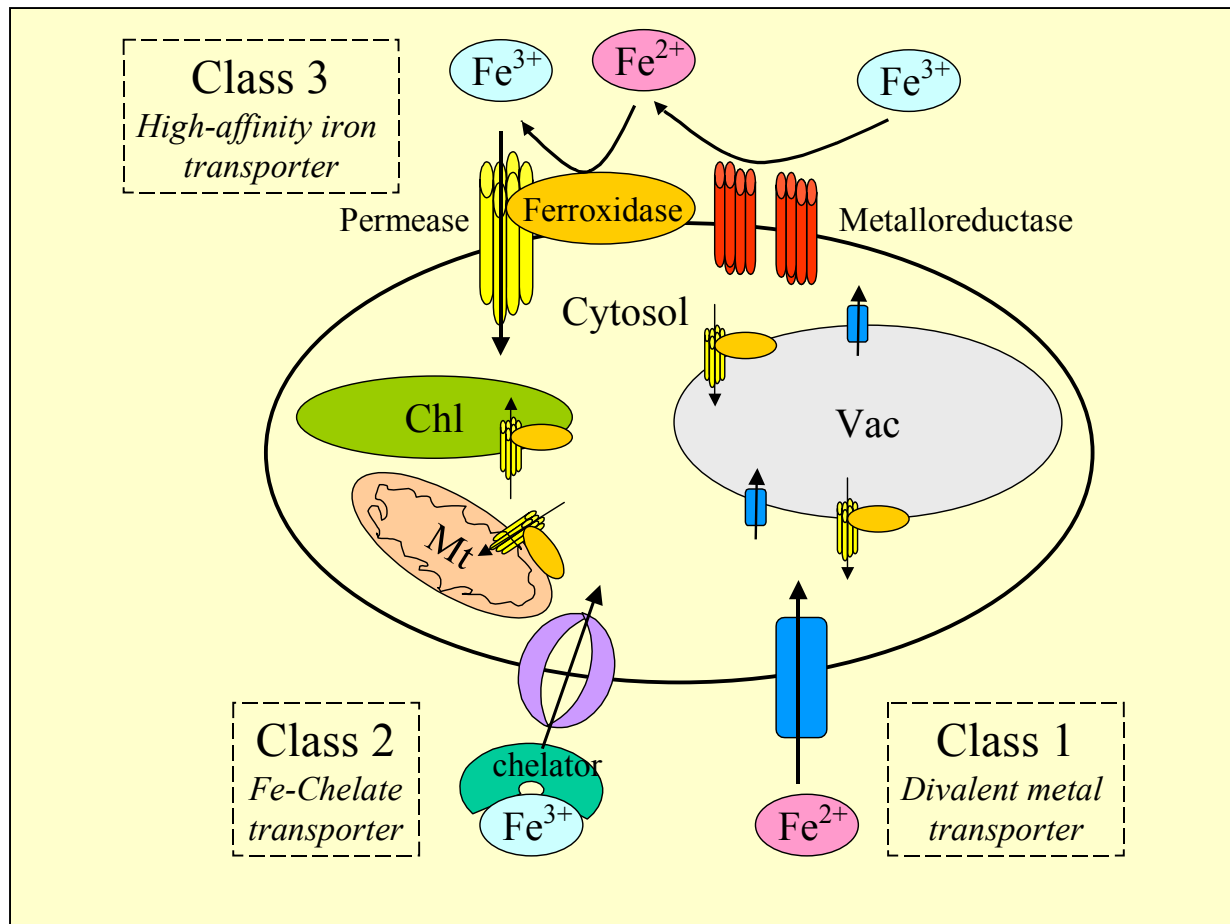 Class 3
High-affinity iron
transporter
Fe³⁺
Fe²⁺
Fe³⁺
Permease
Ferroxidase
Metalloreductase
Cytosol
Chl
Vac
Mt
Class 2
Fe-Chelate
transporter
chelator
Fe³⁺
Fe²⁺
Class 1
Divalent metal
transporter